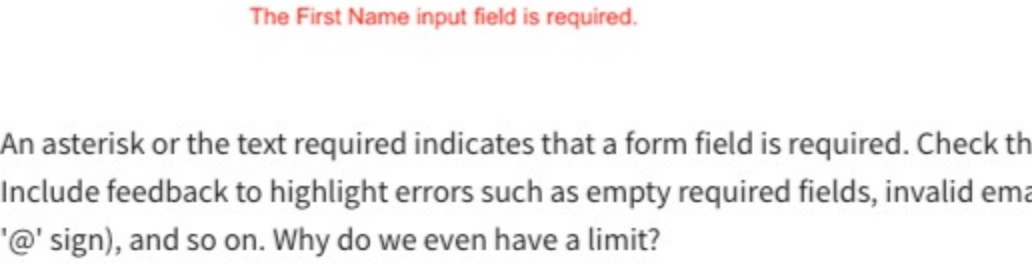 The First Name input field is required.
An asterisk or the text required indicates that a form field is required. Check th
Include feedback to highlight errors such as empty required fields, invalid ema
'@' sign), and so on. Why do we even have a limit?